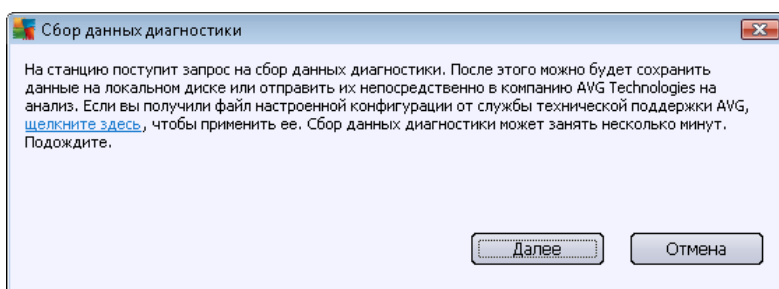 Сбор данных диагностики
На станцию поступит запрос на сбор данных диагностики. После этого можно будет сохранить
данные на локальном диске или отправить их непосредственно в компанию AVG Technologies на
анализ. Если вы получили файл настроенной конфигурации от службы технической поддержки AVG,
щелкните здесь, чтобы применить ее. Сбор данных диагностики может занять несколько минут.
Подождите.
Далее
Отмена